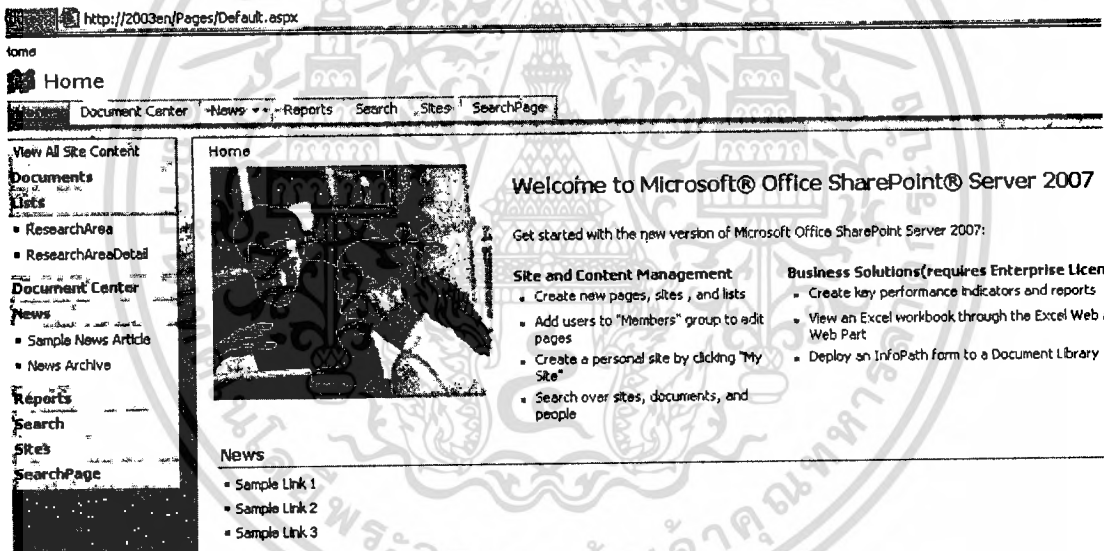 http://2003en/Pages/Default.aspx
Home
Document Center News Reports Search Sites SearchPage
View All Site Content
Documents
Lists
ResearchArea
ResearchAreaDetail
Document Center
News
Sample News Article
News Archive
Reports
Search
Sites
SearchPage
Home
Welcome to Microsoft® Office SharePoint® Server 2007
Get started with the new version of Microsoft Office SharePoint Server 2007:
Site and Content Management
Create new pages, sites , and lists
Add users to "Members" group to edit
pages
Create a personal site by clicking "My
Site"
Search over sites, documents, and
people
Business Solutions(requires Enterprise Licen
Create key performance indicators and reports
View an Excel workbook through the Excel Web
Web Part
Deploy an InfoPath form to a Document Library
News
Sample Link 1
Sample Link 2
Sample Link 3